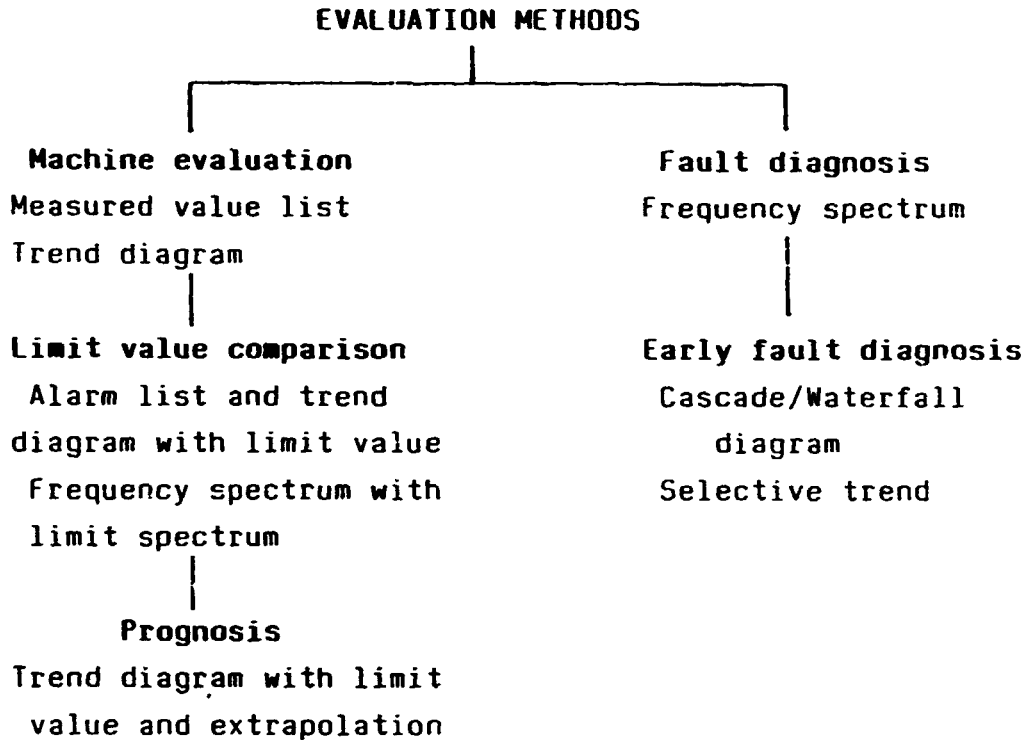 EVALUATION METHODS
Machine evaluation
Measured value list
Trend diagram
Limit value comparison
Alarm list and trend
diagram with limit value
Frequency spectrum with
limit spectrum
Prognosis
Trend diagram with limit
value and extrapolation
Fault diagnosis
Frequency spectrum
Early fault diagnosis
Cascade/Waterfall
diagram
Selective trend